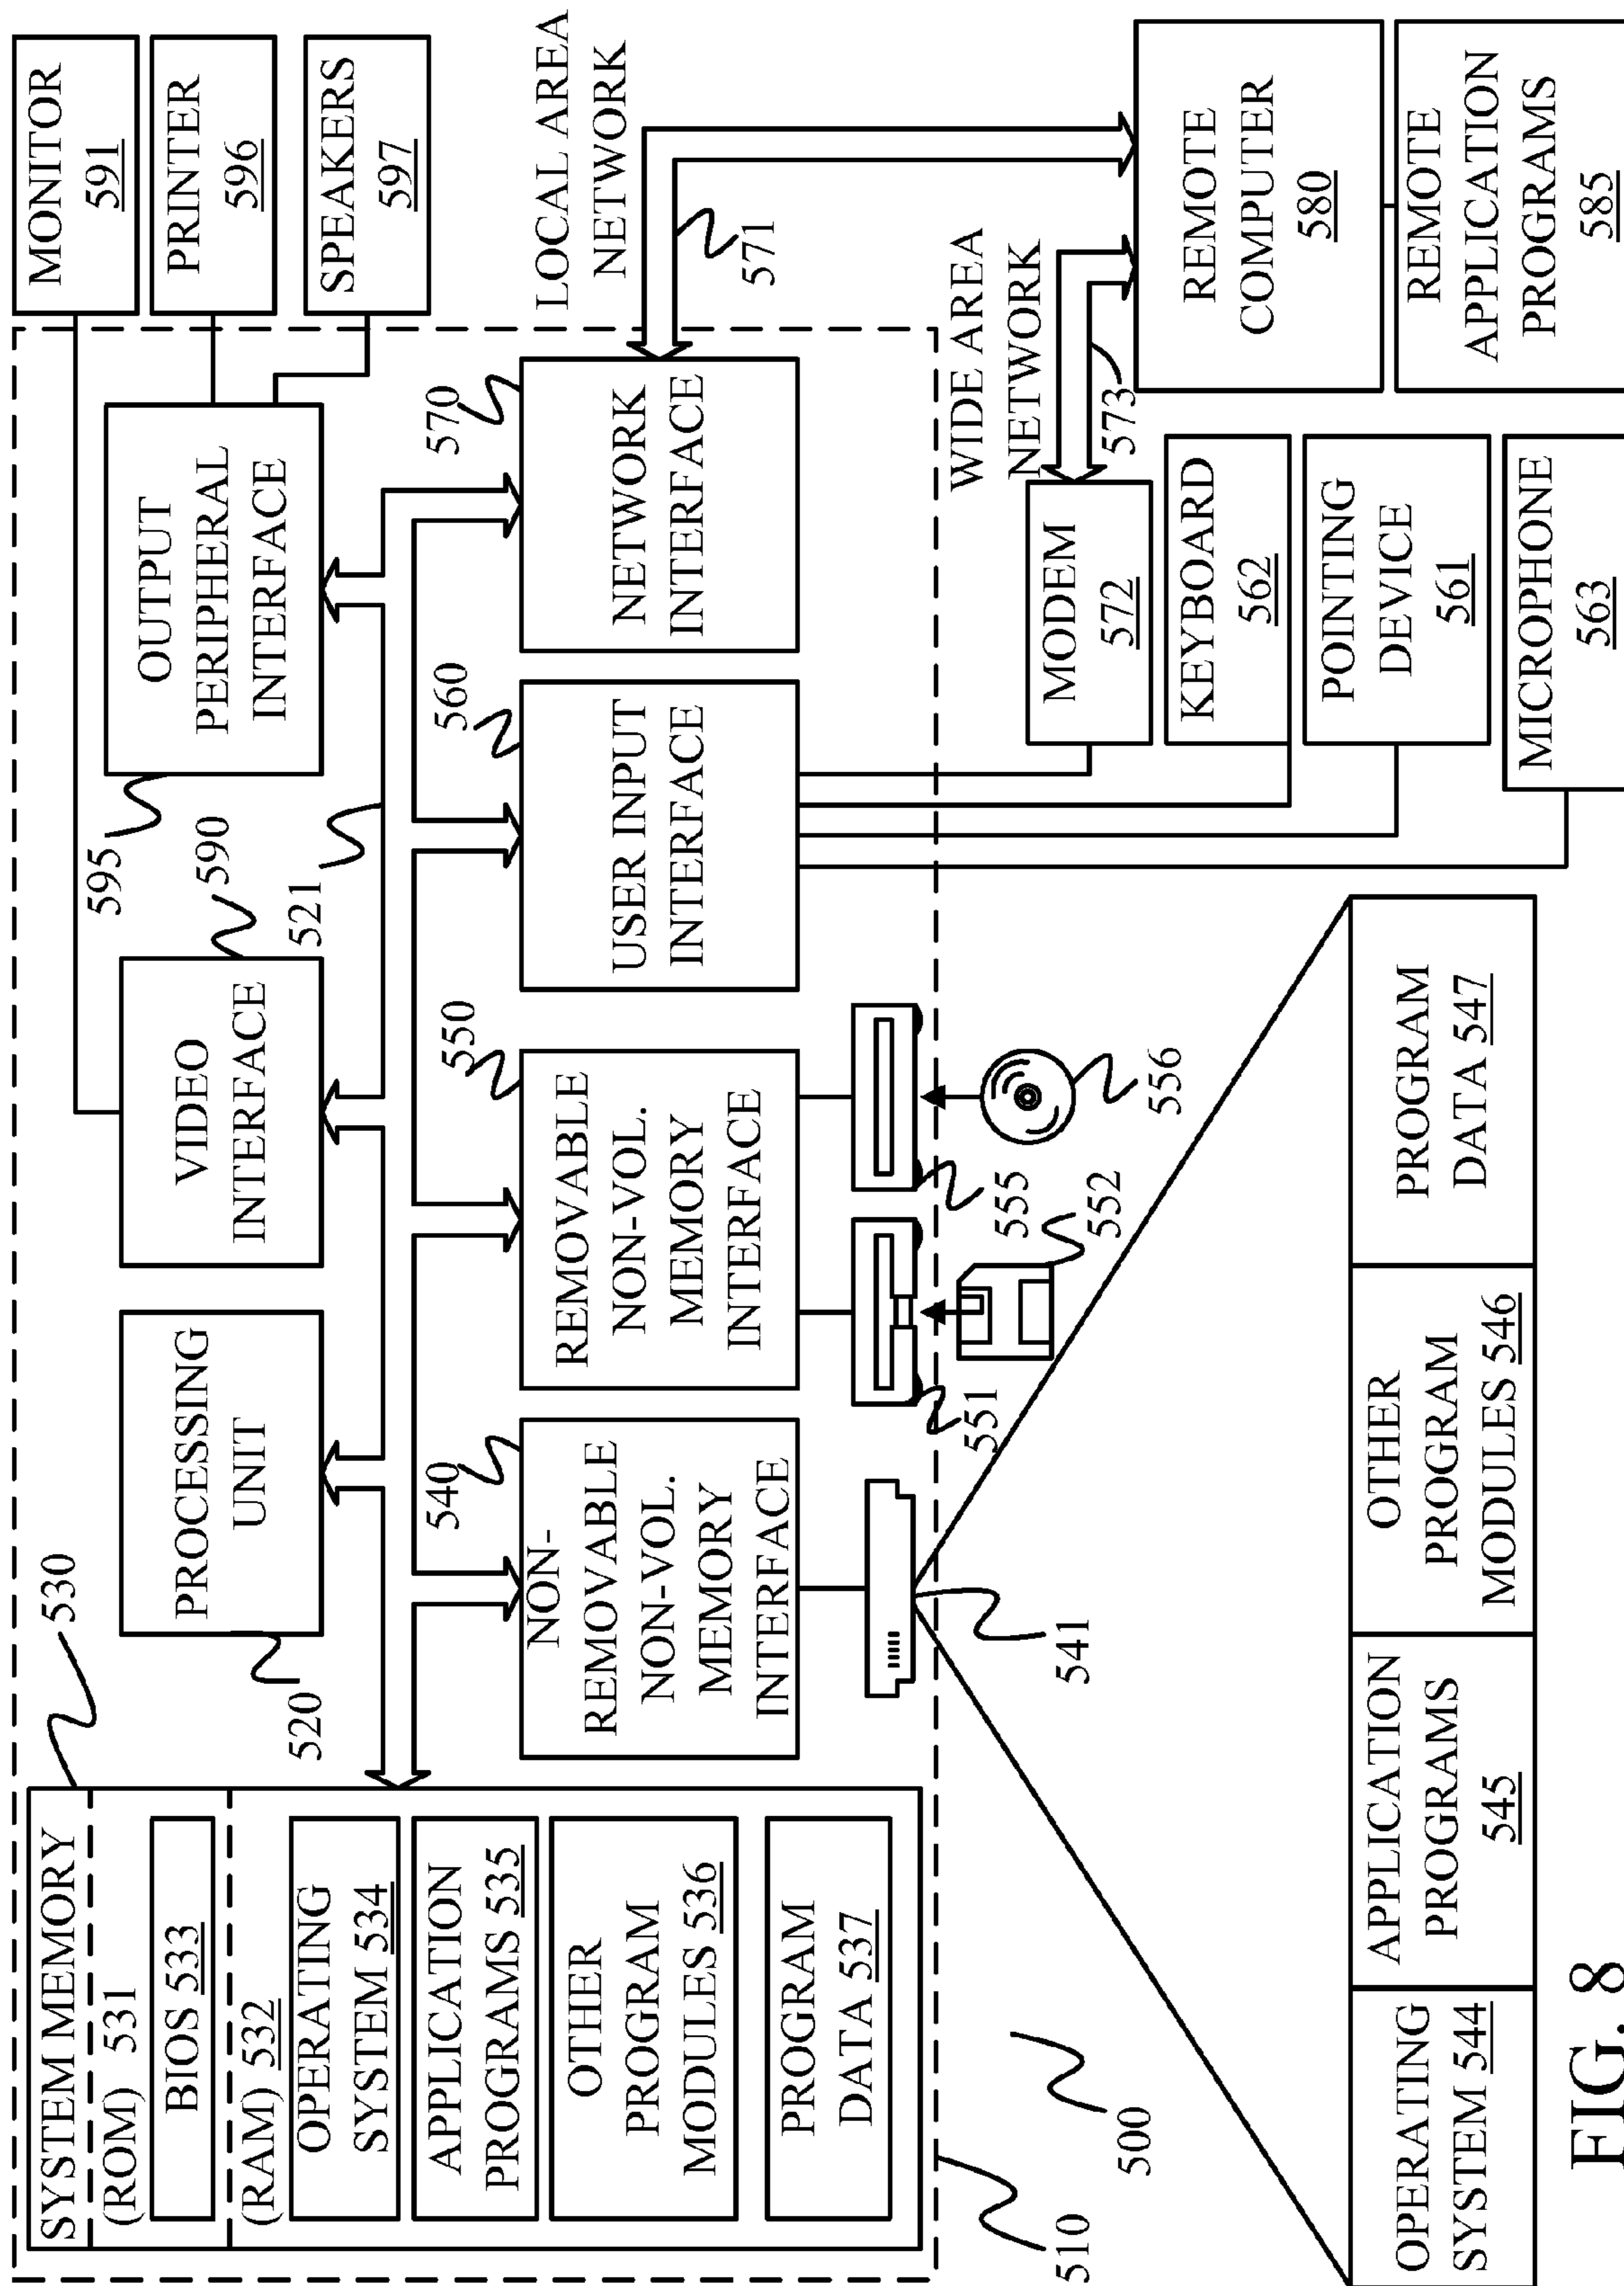 SYSTEM MEMORY
(ROM) 531
BIOS 533
(RAM) 532
OPERATING
SYSTEM 534
APPLICATION
PROGRAMS 535
OTHER
PROGRAM
MODULES 536
PROGRAM
DATA 537
530
PROCESSING
UNIT
520
VIDEO
INTERFACE
590
OUTPUT
PERIPHERAL
INTERFACE
595
521
MONITOR
591
PRINTER
596
SPEAKERS
597
NON-
REMOVABLE
NON-VOL.
MEMORY
INTERFACE
540
REMOVABLE
NON-VOL.
MEMORY
INTERFACE
550
USER INPUT
INTERFACE
560
NETWORK
INTERFACE
570
LOCAL AREA
NETWORK
571
541
551
552
555
556
WIDE AREA
NETWORK
573
MODEM
572
KEYBOARD
562
POINTING
DEVICE
561
MICROPHONE
563
REMOTE
COMPUTER
580
REMOTE
APPLICATION
PROGRAMS
585
510
500
OPERATING
SYSTEM 544
APPLICATION
PROGRAMS
545
OTHER
PROGRAM
MODULES 546
PROGRAM
DATA 547
FIG. 8